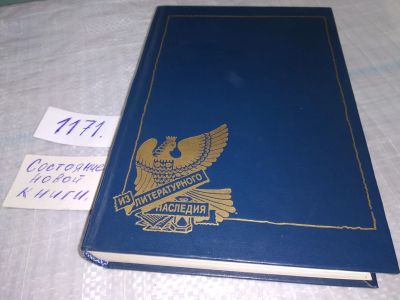 1171.
Состояние
новой
книги.
ИЗ
ЛИТЕРАТУРНОГО
НАСЛЕДИЯ